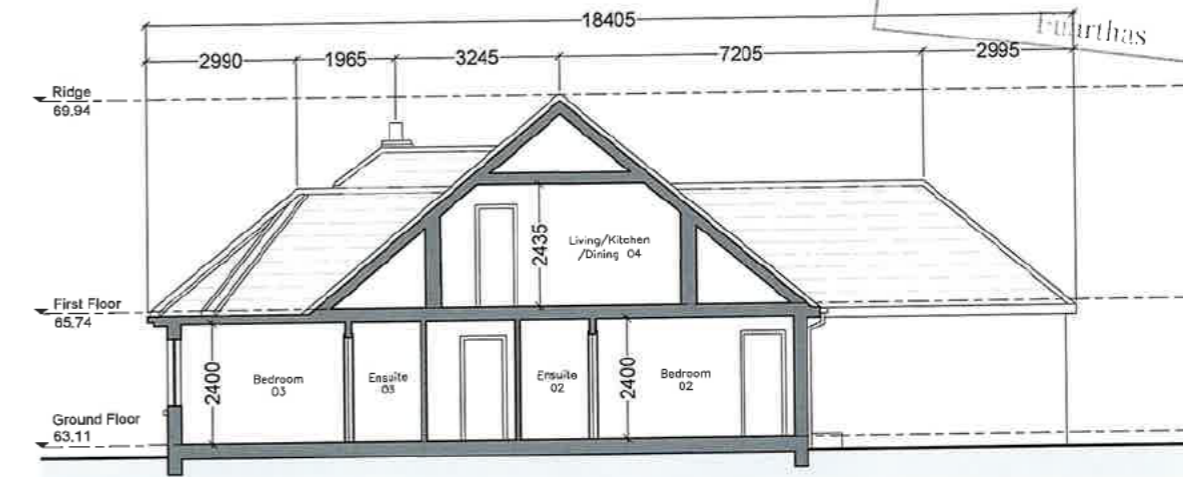 18405
2990
1965
3245
7205
2995
Ridge
69.94
2435
Living/Kitchen
/Dining 04
First Floor
65.74
2400
Bedroom
03
Ensuite
03
Ensuite
02
2400
Bedroom
02
Ground Floor
63.11